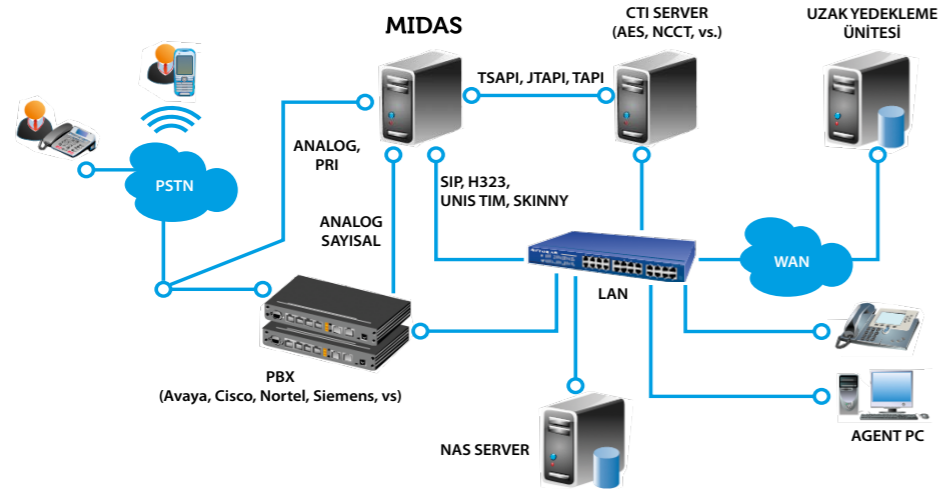 MIDAS
CTI SERVER
(AES, NCCT, vs.)
UZAK YEDEKLEME
ÜNİTESİ
TSAPI, JTAPI, TAPI
ANALOG,
PRI
PSTN
SIP, H323,
UNIS TIM, SKINNY
ANALOG
SAYISAL
WAN
LAN
PBX
(Avaya, Cisco, Nortel, Siemens, vs)
AGENT PC
NAS SERVER